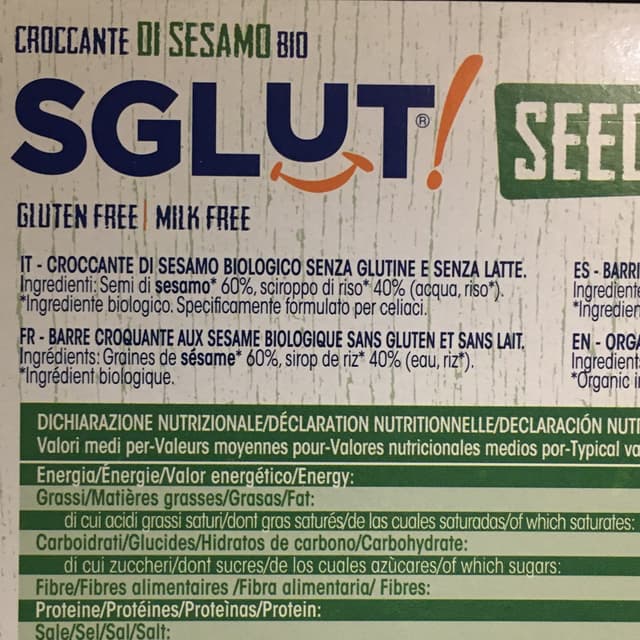 CROCCANTE DI SESAMO BIO
SGLUT!®
SEED
GLUTEN FREE | MILK FREE
IT - CROCCANTE DI SESAMO BIOLOGICO SENZA GLUTINE E SENZA LATTE.
Ingredienti: Semi di sesamo* 60%, sciroppo di riso* 40% (acqua, riso*).
*Ingrediente biologico. Specificamente formulato per celiaci.
FR - BARRE CROQUANTE AUX SESAME BIOLOGIQUE SANS GLUTEN ET SANS LAIT.
Ingrédients: Graines de sésame* 60%, sirop de riz* 40% (eau, riz*).
*Ingrédient biologique.
ES - BARRI
Ingrediente
*Ingredien
EN - ORGA
Ingredient
*Organic i
DICHIARAZIONE NUTRIZIONALE/DÉCLARATION NUTRITIONNELLE/DECLARACIÓN NUTI
Valori medi per-Valeurs moyennes pour-Valores nutricionales medios por-Typical va
Energia/Énergie/Valor energético/Energy:
Grassi/Matières grasses/Grasas/Fat:
di cui acidi grassi saturi/dont gras saturés/de las cuales saturadas/of which saturates:
Carboidrati/Glucides/Hidratos de carbono/Carbohydrate:
di cui zuccheri/dont sucres/de los cuales azùcares/of which sugars:
Fibre/Fibres alimentaires /Fibra alimentaria/ Fibres:
Proteine/Protéines/Proteìnas/Protein:
Sale/Sel/Sal/Salt: